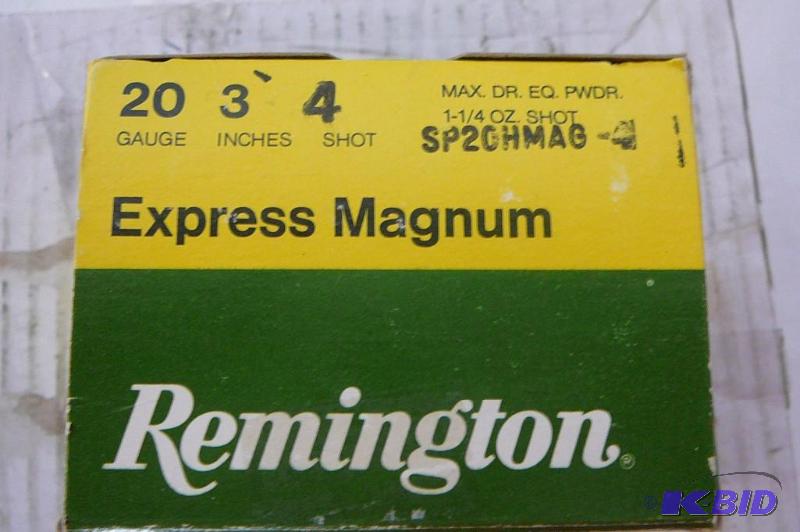 20 3 4 MAX. DR. EQ. PWDR.
GAUGE INCHES SHOT 1-1/4 OZ. SHOT
SP20HMAG-4
Express Magnum
Remington®
© K-BID